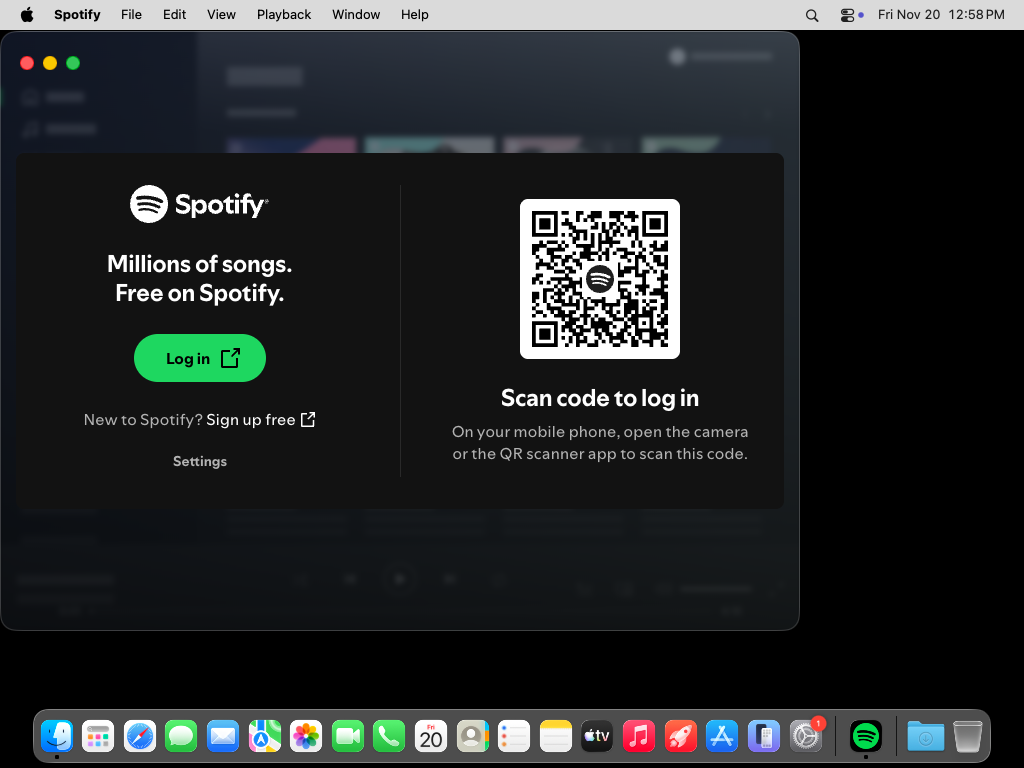 Spotify File Edit View Playback Window Help Fri Nov 20 12:58 PM
Spotify
Millions of songs.
Free on Spotify.
Log in
New to Spotify? Sign up free
Settings
Scan code to log in
On your mobile phone, open the camera
or the QR scanner app to scan this code.
Fri
20
tv
1